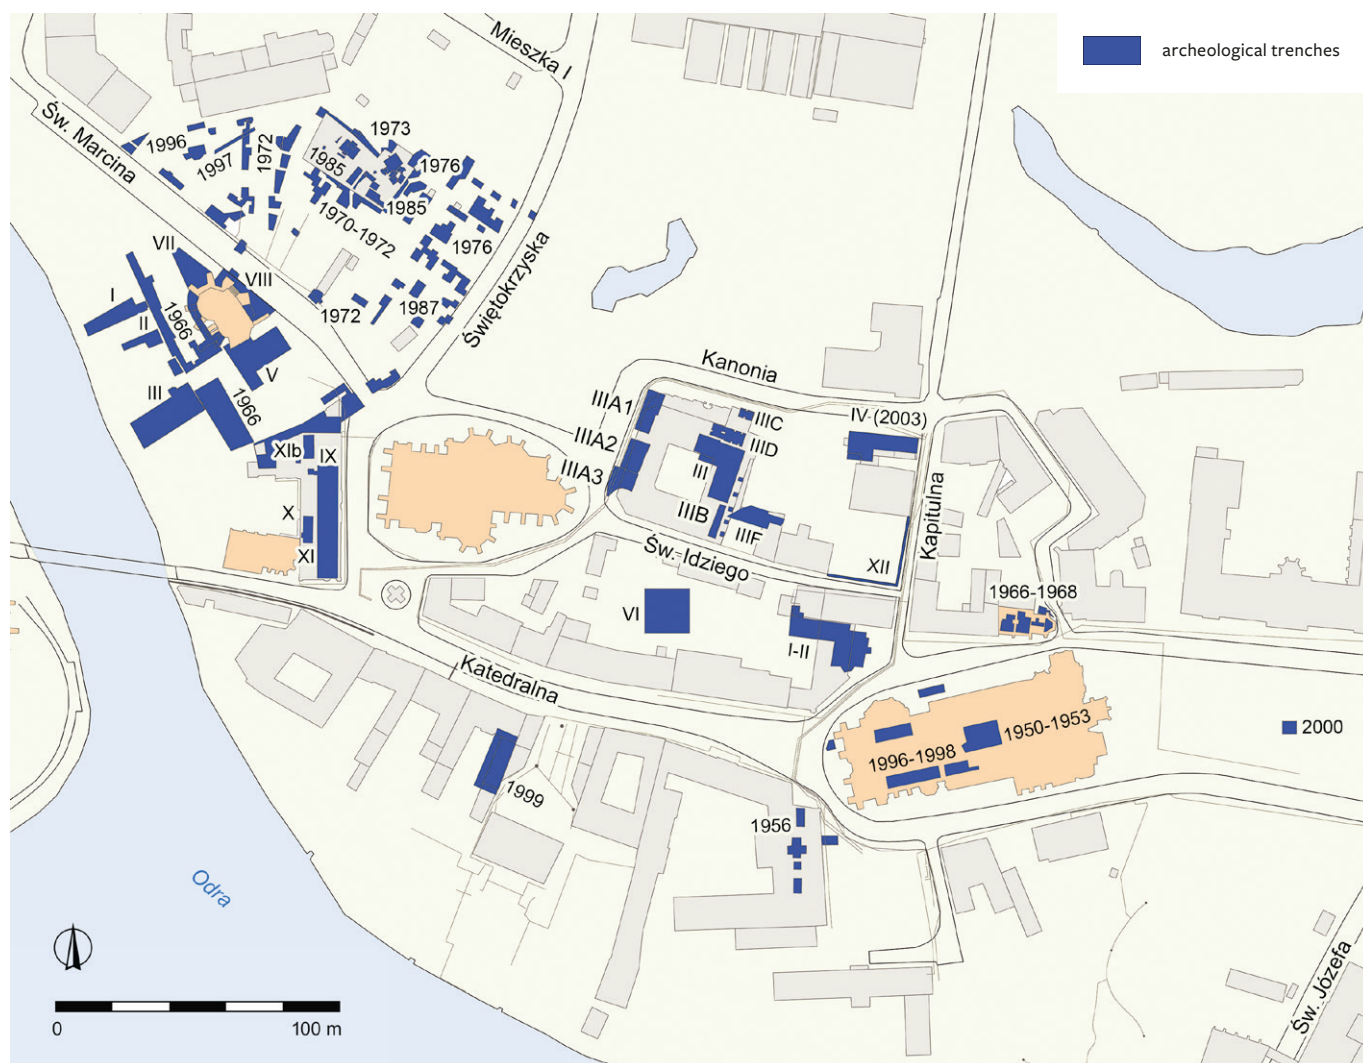 archeological trenches
Mieszka I
Św. Marcina
1996
1997
1972
1973
1985
1976
1985
1970-1972
1976
Świętokrzyska
VII
VIII
I
II
1966
1972
1987
V
III
1966
Kanonia
IIIA1
IIIC
IV (2003)
IIIA2
IIID
XIb
IX
IIIA3
III
Kapitulna
X
IIIB
IIIF
XI
Św. Idziego
XII
1966-1968
VI
I-II
Katedralna
1950-1953
2000
1996-1998
1999
1956
Odra
Św. Józefa
0
100 m